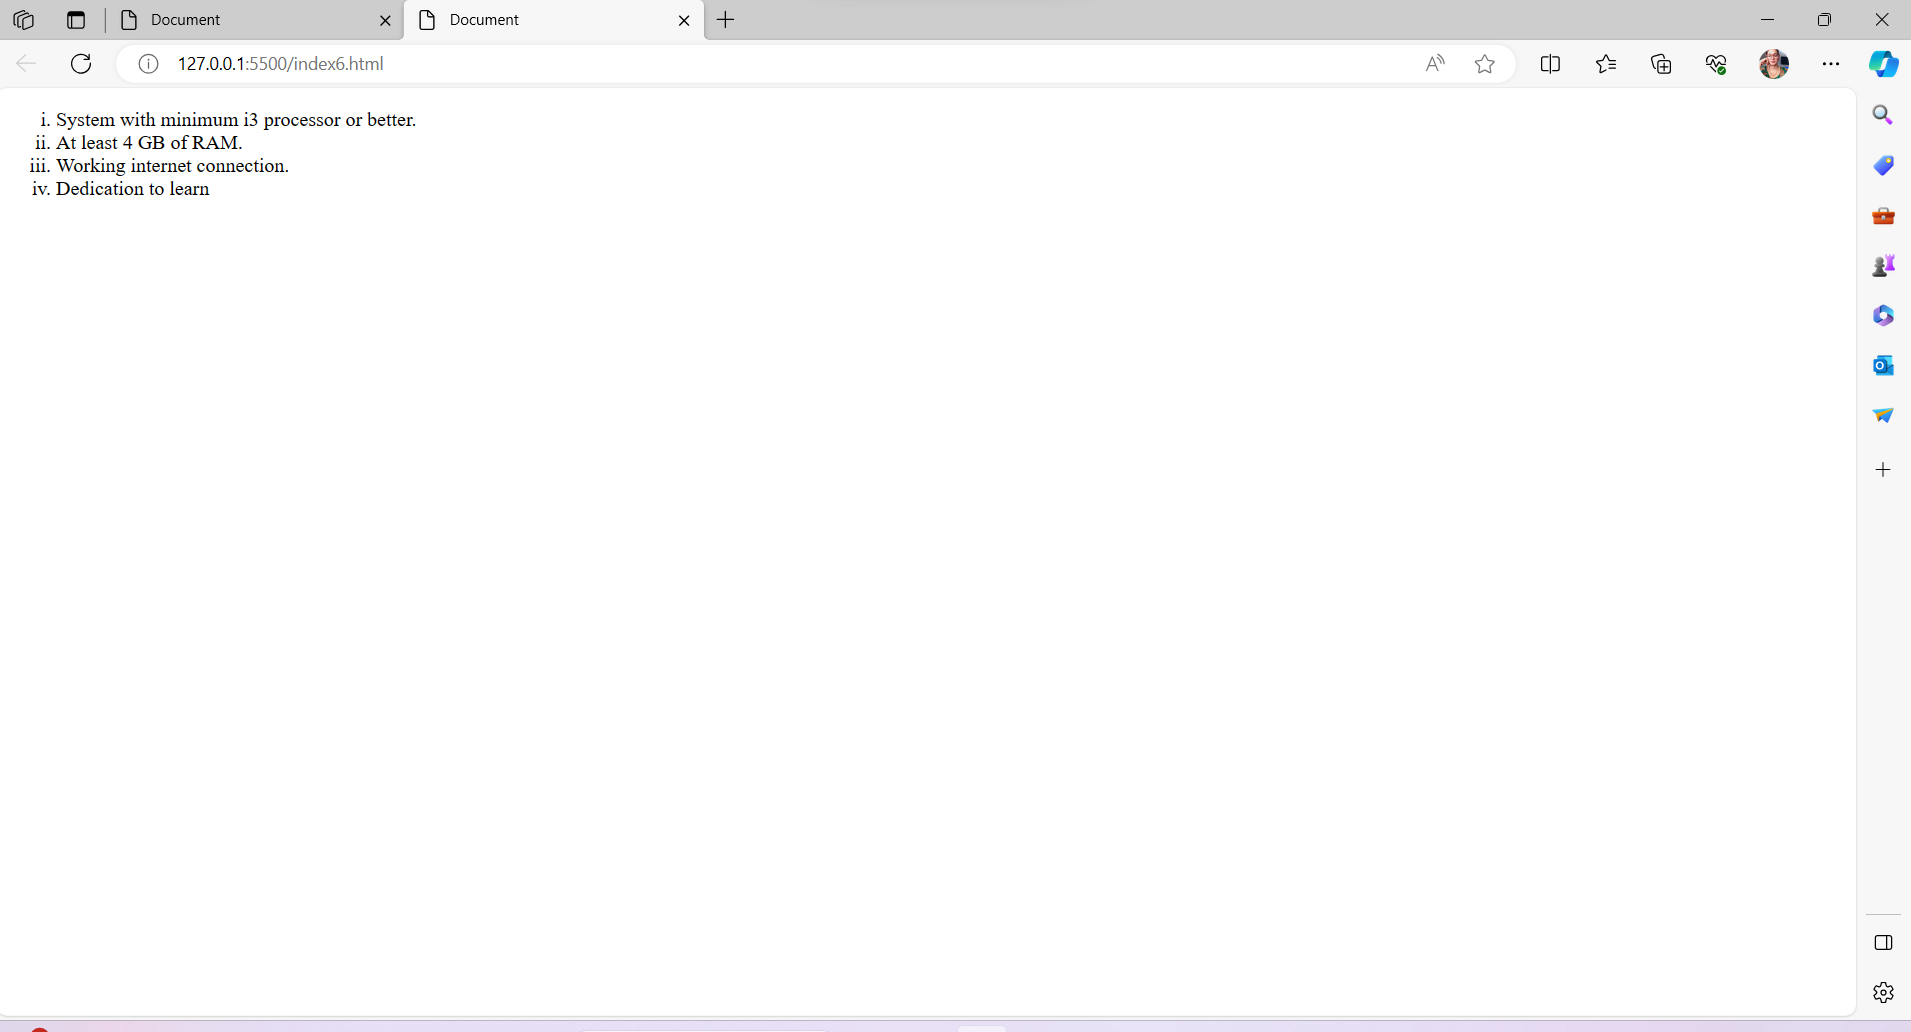 Document
Document
127.0.0.1:5500/index6.html
i. System with minimum i3 processor or better.
ii. At least 4 GB of RAM.
iii. Working internet connection.
iv. Dedication to learn